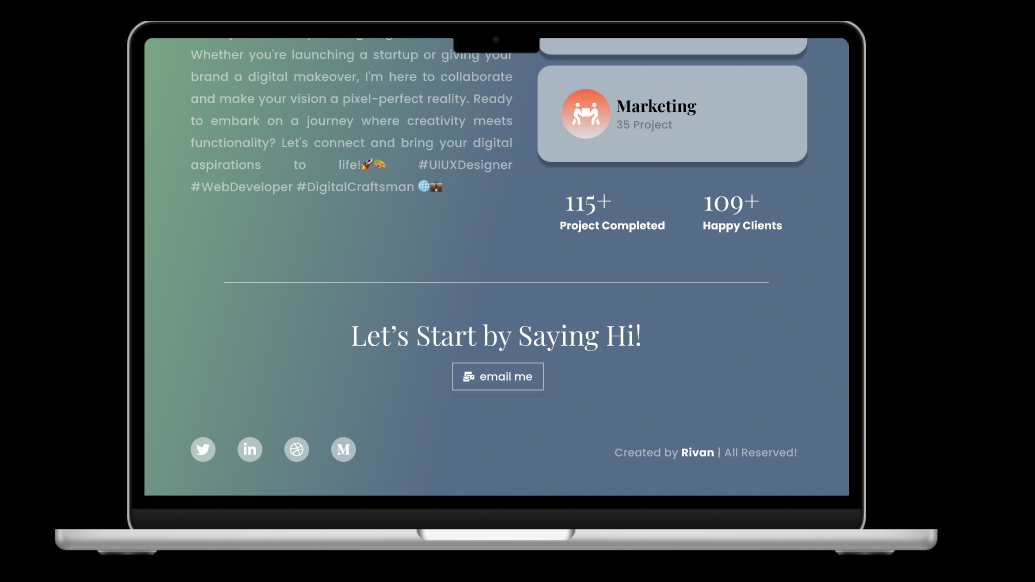 Whether you're launching a startup or giving your
brand a digital makeover, I'm here to collaborate
and make your vision a pixel-perfect reality. Ready
to embark on a journey where creativity meets
functionality? Let's connect and bring your digital
aspirations to life!🚀🎨 #UIUXDesigner
#WebDeveloper #DigitalCraftsman 🌐💼
Marketing
35 Project
115+
Project Completed
109+
Happy Clients
Let’s Start by Saying Hi!
email me
in
M
Created by Rivan | All Reserved!